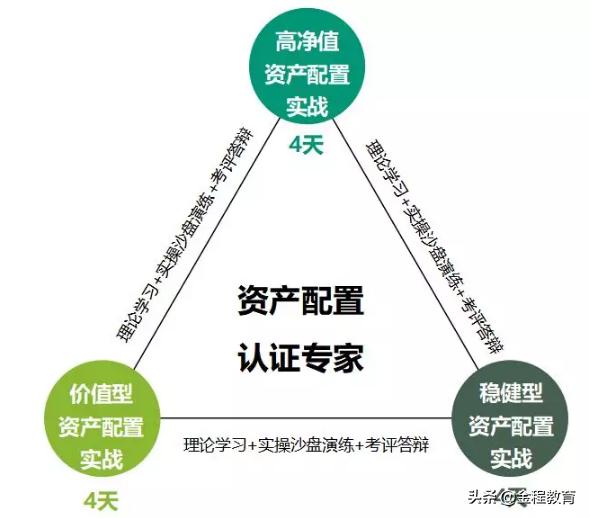 高净值
资产配置
实战
4天
理论学习+实操沙盘演练+考评答辩
理论学习+实操沙盘演练+考评答辩
资产配置
认证专家
价值型
资产配置
实战
4天
理论学习+实操沙盘演练+考评答辩
稳健型
资产配置
实战
4天
头条 @金程教育